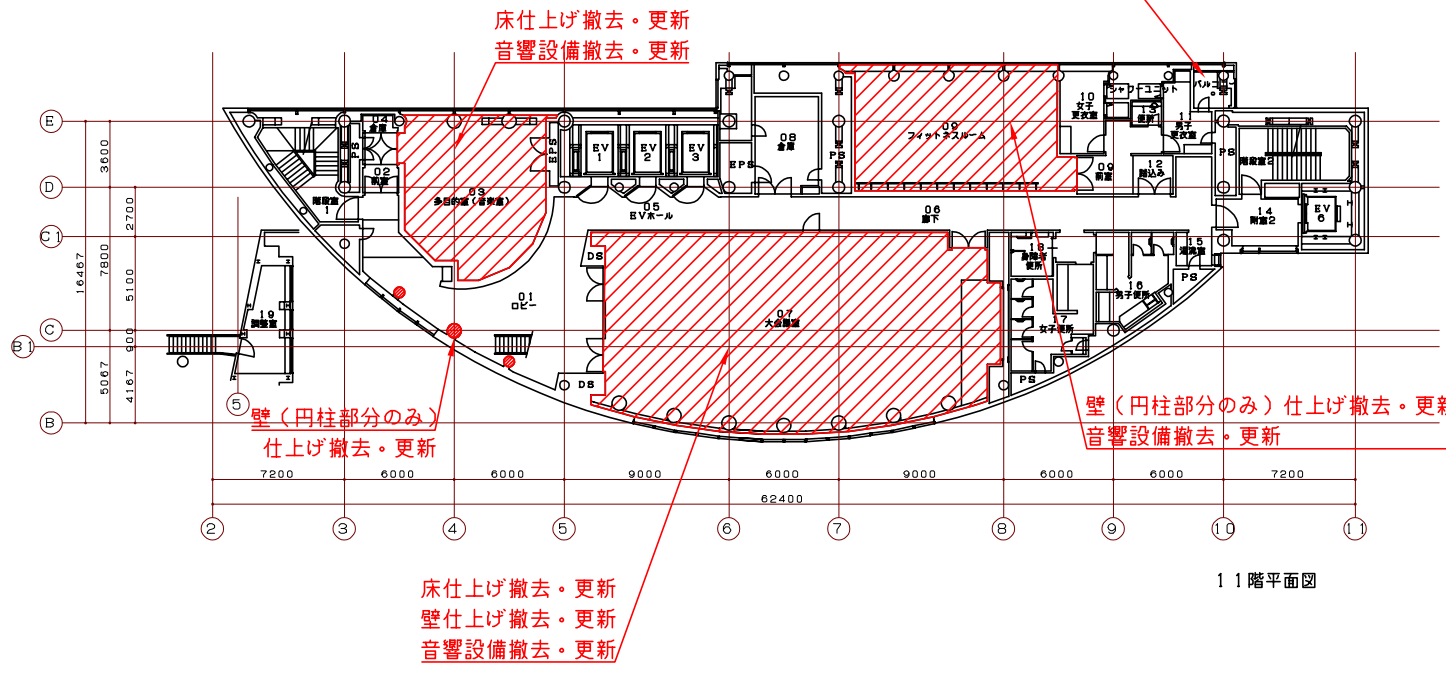 床仕上げ撤去。更新
音響設備撤去。更新
E
D
C1
C
B1
B
3600
2700
7800
16467
5100
900
5067
4167
04
倉庫
PS
02
前室
階段室
1
03
多目的室(音楽室)
EPS
EV
1
EV
2
EV
3
05
EVホール
EPS
08
倉庫
PS
09
フィットネスルーム
10
女子
更衣室
シャワーユニット
13
便所
11
男子
更衣室
バルコニ
09
前室
12
踏込み
PS
階段室2
14
附室2
EV
6
06
廊下
DS
01
ロビー
07
大会議室
DS
18
身障者
便所
17
女子便所
16
男子便所
15
湯沸室
PS
PS
19
調整室
5
壁(円柱部分のみ)
仕上げ撤去。更新
壁(円柱部分のみ)仕上げ撤去。更新
音響設備撤去。更新
7200
6000
6000
9000
6000
9000
6000
6000
7200
62400
2
3
4
5
6
7
8
9
10
11
床仕上げ撤去。更新
壁仕上げ撤去。更新
音響設備撤去。更新
11階平面図